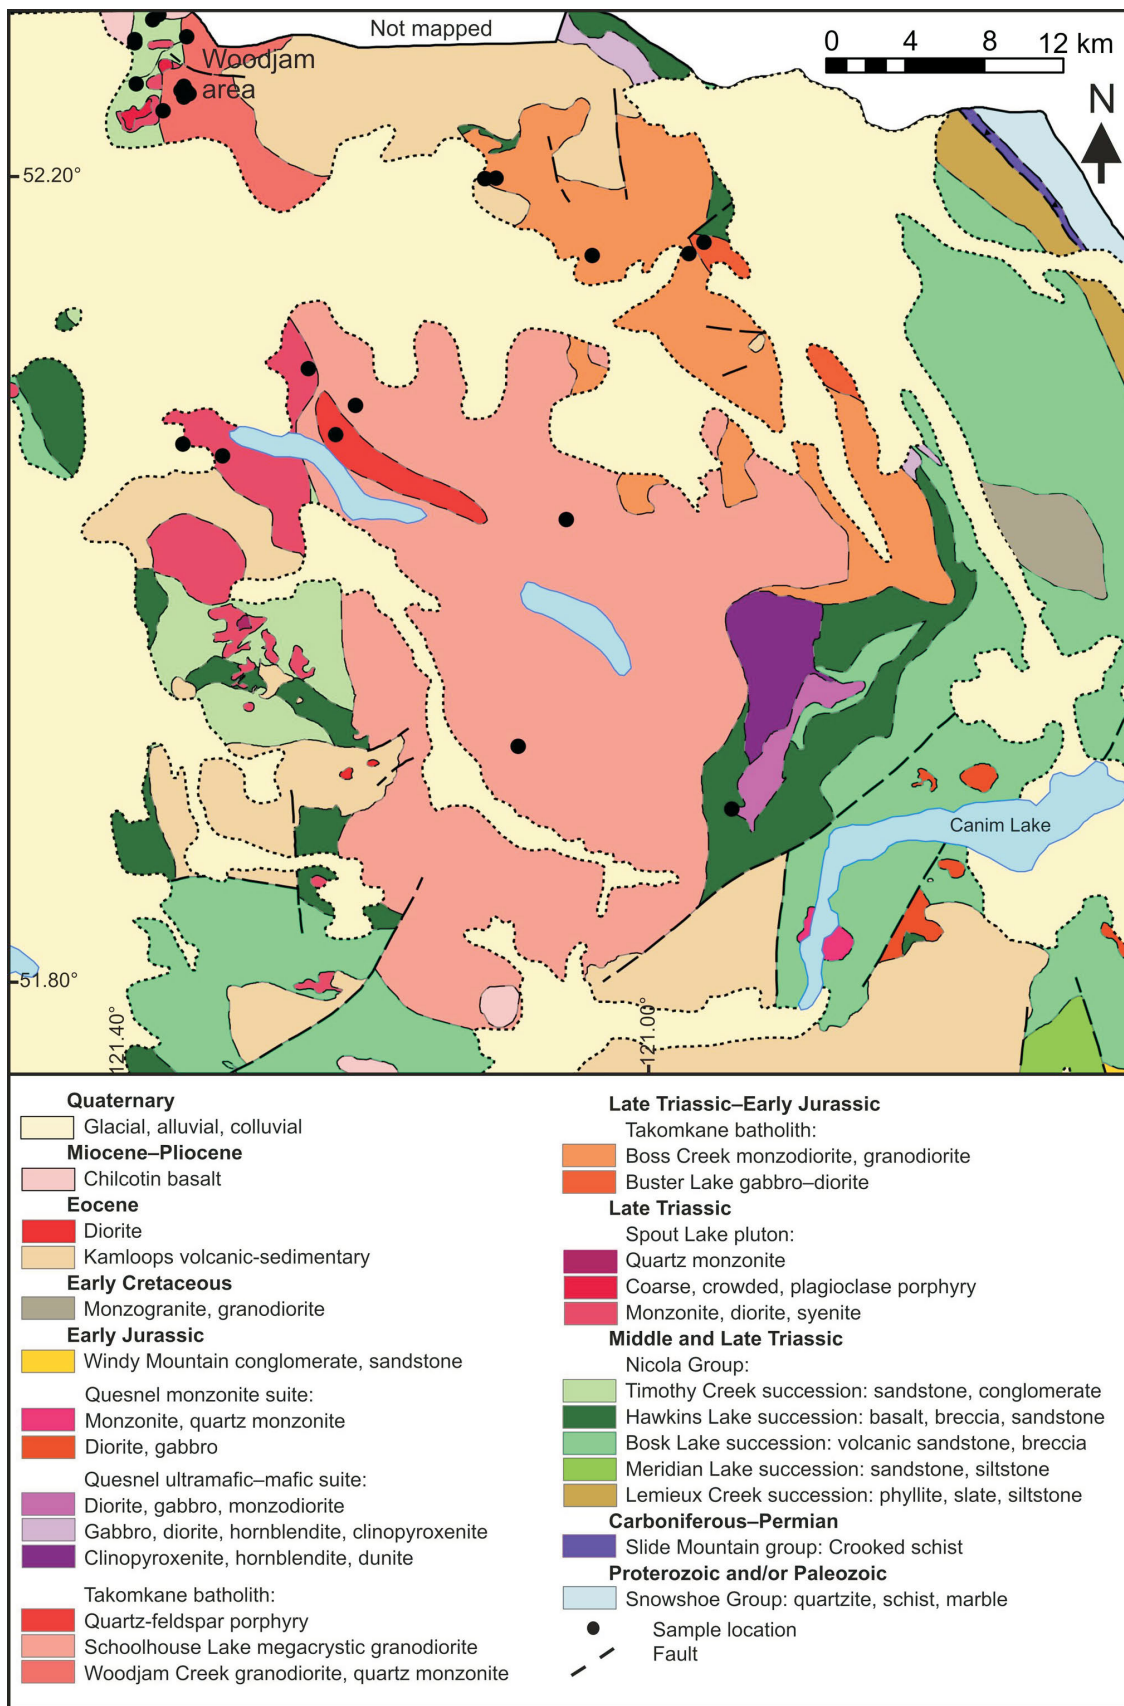 Not mapped
0 4 8 12 km
Woodjam
area
N
52.20°
Canim Lake
51.80°
121.40°
121.00°
Quaternary
Glacial, alluvial, colluvial
Miocene–Pliocene
Chilcotin basalt
Eocene
Diorite
Kamloops volcanic-sedimentary
Early Cretaceous
Monzogranite, granodiorite
Early Jurassic
Windy Mountain conglomerate, sandstone
Quesnel monzonite suite:
Monzonite, quartz monzonite
Diorite, gabbro
Quesnel ultramafic–mafic suite:
Diorite, gabbro, monzodiorite
Gabbro, diorite, hornblendite, clinopyroxenite
Clinopyroxenite, hornblendite, dunite
Takomkane batholith:
Quartz-feldspar porphyry
Schoolhouse Lake megacrystic granodiorite
Woodjam Creek granodiorite, quartz monzonite
Late Triassic–Early Jurassic
Takomkane batholith:
Boss Creek monzodiorite, granodiorite
Buster Lake gabbro–diorite
Late Triassic
Spout Lake pluton:
Quartz monzonite
Coarse, crowded, plagioclase porphyry
Monzonite, diorite, syenite
Middle and Late Triassic
Nicola Group:
Timothy Creek succession: sandstone, conglomerate
Hawkins Lake succession: basalt, breccia, sandstone
Bosk Lake succession: volcanic sandstone, breccia
Meridian Lake succession: sandstone, siltstone
Lemieux Creek succession: phyllite, slate, siltstone
Carboniferous–Permian
Slide Mountain group: Crooked schist
Proterozoic and/or Paleozoic
Snowshoe Group: quartzite, schist, marble
Sample location
Fault